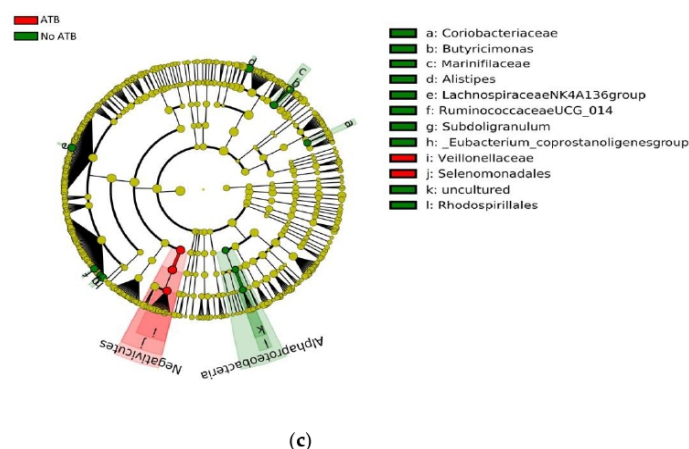 ATB
No ATB
a: Coriobacteriaceae
b: Butyricimonas
c: Marinifilaceae
d: Alistipes
e: LachnospiraceaeNK4A136group
f: RuminococcaceaeUCG_014
g: Subdoligranulum
h: _Eubacterium_coprostanoligenesgroup
i: Veillonellaceae
j: Selenomonadales
k: uncultured
l: Rhodospirillales
d
c
b
a
e
f
i
j
k
l
Negativicutes
Alphaproteobacteria
(c)